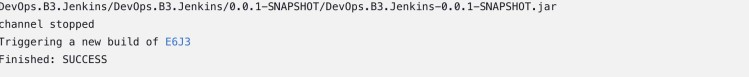 DevOps.B3.Jenkins/DevOps.B3.Jenkins/0.0.1-SNAPSHOT/DevOps.B3.Jenkins-0.0.1-SNAPSHOT.jar
channel stopped
Triggering a new build of E6J3
Finished: SUCCESS